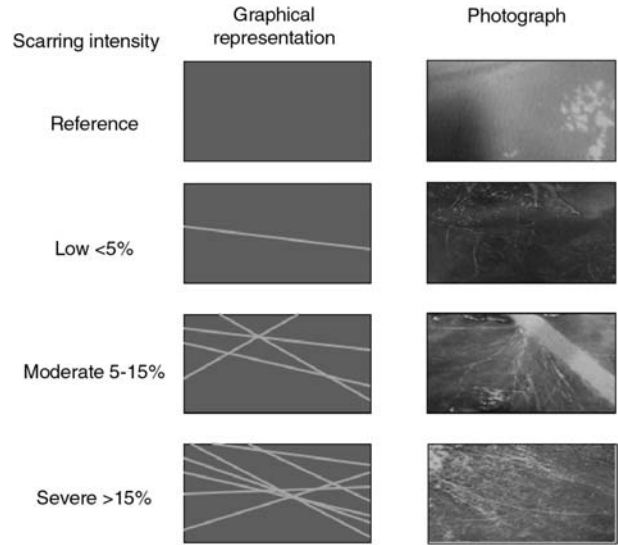 Scarring intensity
Graphical
representation
Photograph
Reference
Low <5%
Moderate 5-15%
Severe >15%